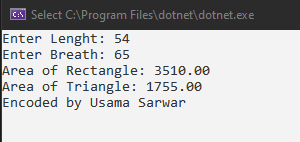 Select C:\Program Files\dotnet\dotnet.exe
Enter Lenght: 54
Enter Breath: 65
Area of Rectangle: 3510.00
Area of Triangle: 1755.00
Encoded by Usama Sarwar